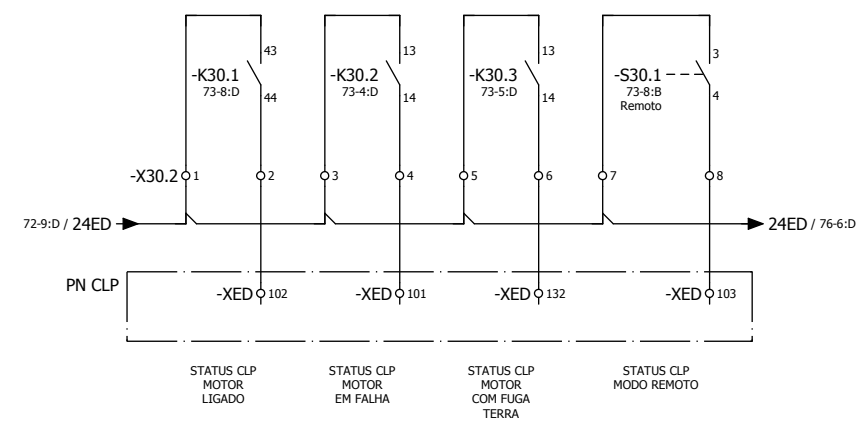 43 13 13 3
-K30.1 -K30.2 -K30.3 -S30.1
73-8:D 73-4:D 73-5:D 73-8:B
44 14 14 Remoto 4
-X30.2 1 2 3 4 5 6 7 8
72-9:D / 24ED 24ED / 76-6:D
PN CLP
-XED 102 -XED 101 -XED 132 -XED 103
STATUS CLP STATUS CLP STATUS CLP STATUS CLP
MOTOR MOTOR MOTOR MODO REMOTO
LIGADO EM FALHA COM FUGA
TERRA